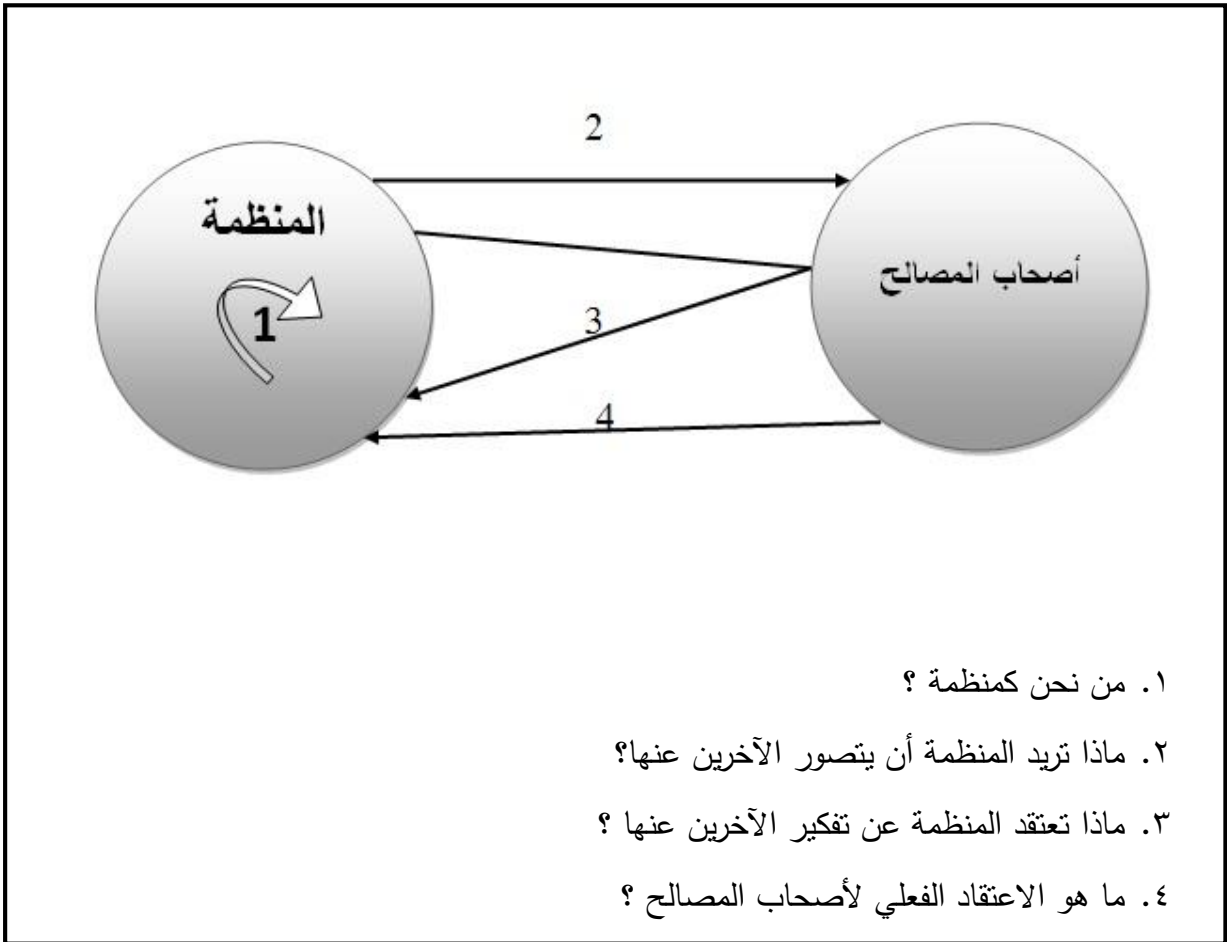 2
المنظمة
أصحاب المصالح
1
3
4
١. من نحن كمنظمة ؟
٢. ماذا تريد المنظمة أن يتصور الآخرين عنها؟
٣. ماذا تعتقد المنظمة عن تفكير الآخرين عنها ؟
٤. ما هو الاعتقاد الفعلي لأصحاب المصالح ؟